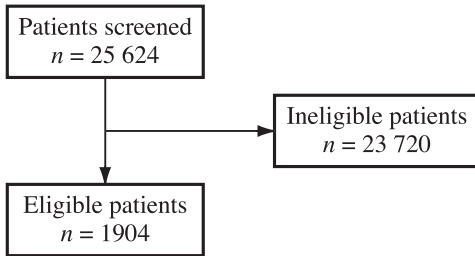 Patients screened
n = 25 624
Ineligible patients
n = 23 720
Eligible patients
n = 1904